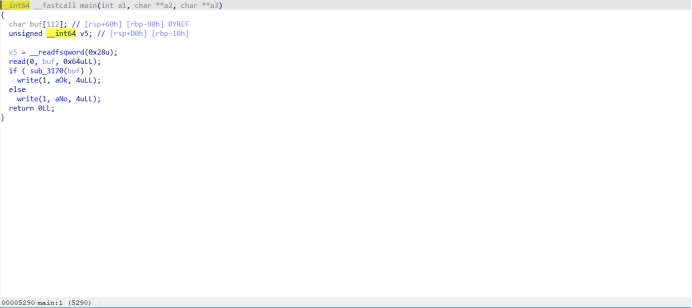 __int64 __fastcall main(int a1, char **a2, char **a3)
{
  char buf[112]; // [rsp+60h] [rbp-80h] BYREF
  unsigned __int64 v5; // [rsp+D0h] [rbp-10h]
  v5 = __readfsqword(0x28u);
  read(0, buf, 0x64uLL);
  if ( sub_3170(buf) )
    write(1, aOk, 4uLL);
  else
    write(1, aNo, 4uLL);
  return 0LL;
}
00005290 main:1 (5290)